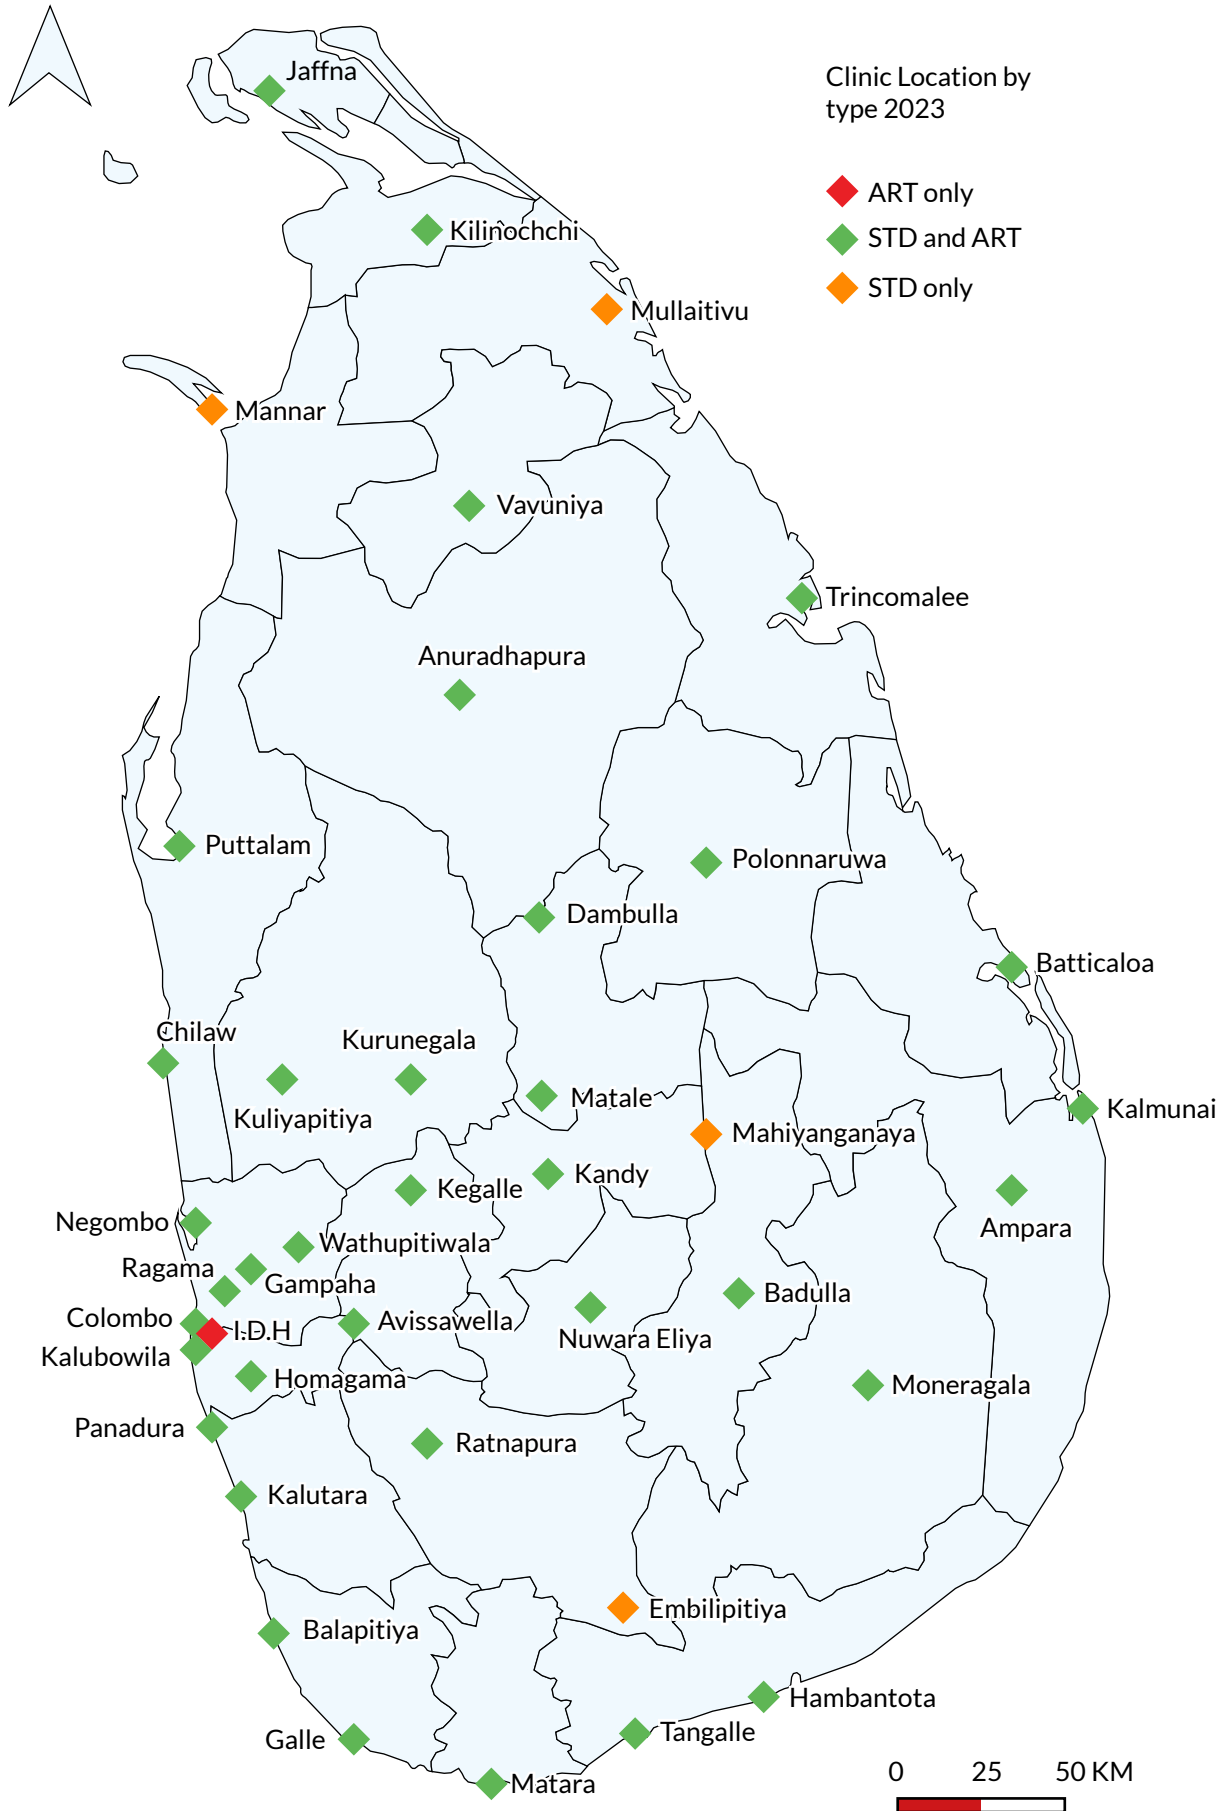 Jaffna
Clinic Location by
type 2023
ART only
STD and ART
STD only
Kilinochchi
Mullaitivu
Mannar
Vavuniya
Trincomalee
Anuradhapura
Puttalam
Polonnaruwa
Dambulla
Batticaloa
Chilaw
Kurunegala
Kuliyapitiya
Matale
Kalmunai
Mahiyanganaya
Kandy
Kegalle
Ampara
Negombo
Wathupitiwala
Ragama
Gampaha
Badulla
Colombo
I.D.H
Avissawella
Nuwara Eliya
Kalubowila
Homagama
Moneragala
Panadura
Ratnapura
Kalutara
Embilipitiya
Balapitiya
Hambantota
Tangalle
Galle
Matara
0 25 50 KM